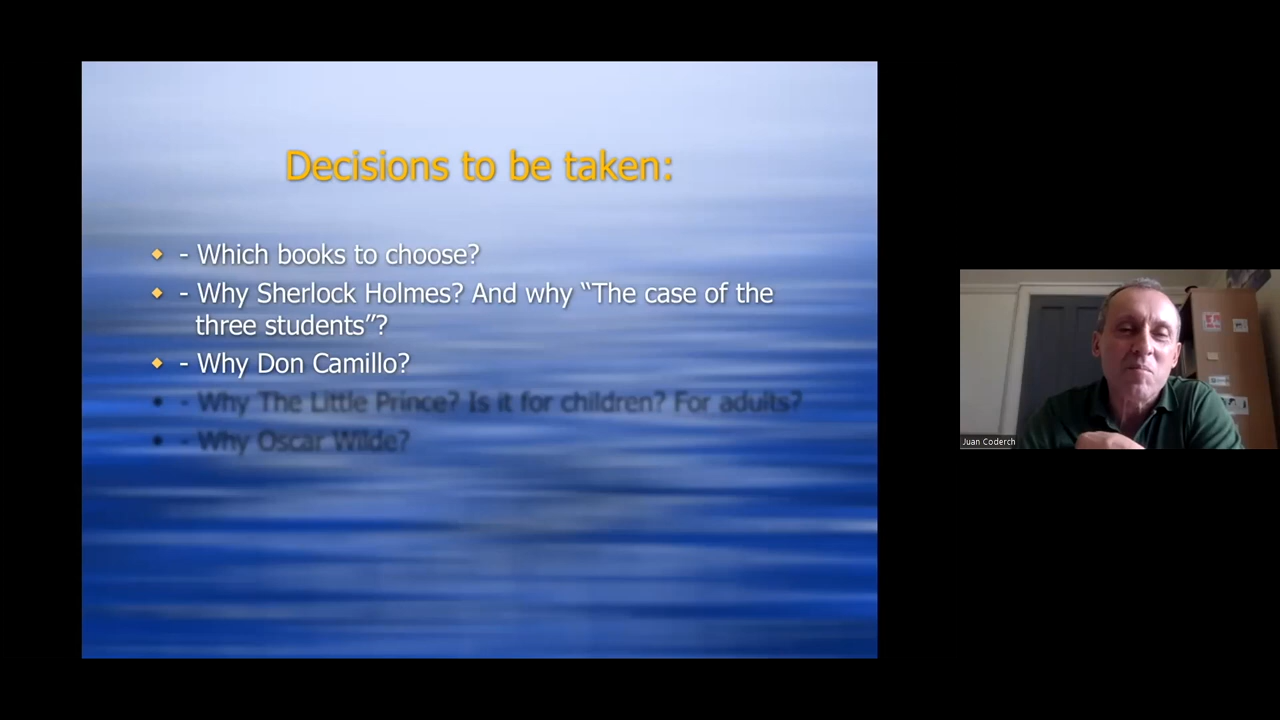 Decisions to be taken:
- Which books to choose?
- Why Sherlock Holmes? And why “The case of the
three students”?
- Why Don Camillo?
- Why The Little Prince? Is it for children? For adults?
- Why Oscar Wilde?
Juan Coderch